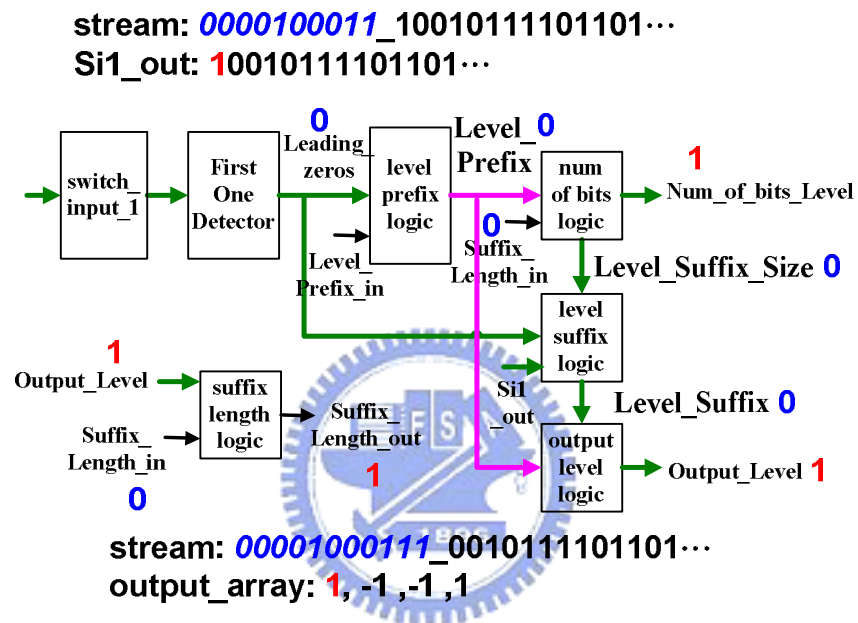 stream: 0000100011_10010111101101···
Si1_out: 10010111101101···
0
Leading_
zeros
Level_0
Prefix
1
switch_
input_1
First
One
Detector
level
prefix
logic
num
of bits
logic
Num_of_bits_Level
0
Level_
Prefix_in
Suffix_
Length_in
Level_Suffix_Size 0
level
suffix
logic
1
Output_Level
suffix
length
logic
Suffix_
Length_out
1
Suffix_
Length_in
0
Si1
_out
Level_Suffix 0
output
level
logic
Output_Level 1
ES
1896
stream: 00001000111_0010111101101···
output_array: 1, -1 ,-1 ,1